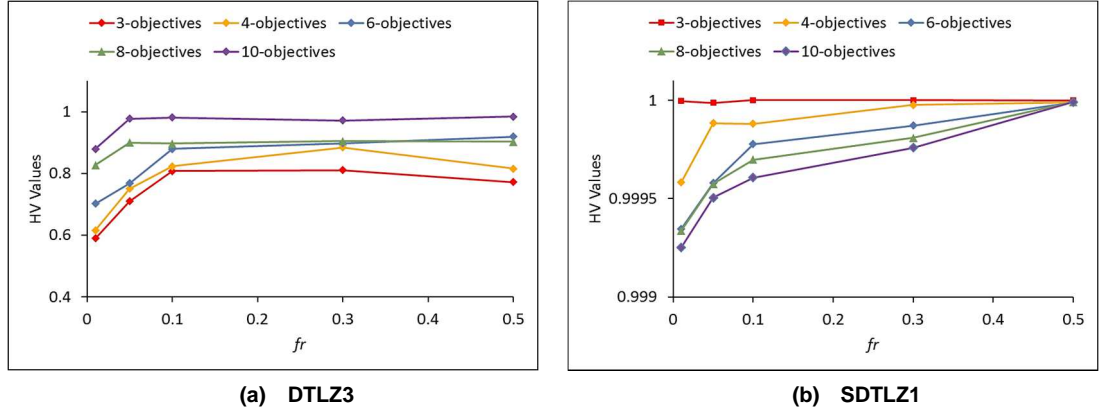 3-objectives 4-objectives 6-objectives
8-objectives 10-objectives
HV Values
1
0.8
0.6
0.4
0 0.1 0.2 0.3 0.4 0.5
fr
(a) DTLZ3
3-objectives 4-objectives 6-objectives
8-objectives 10-objectives
HV Values
1
0.9995
0.999
0 0.1 0.2 0.3 0.4 0.5
fr
(b) SDTLZ1